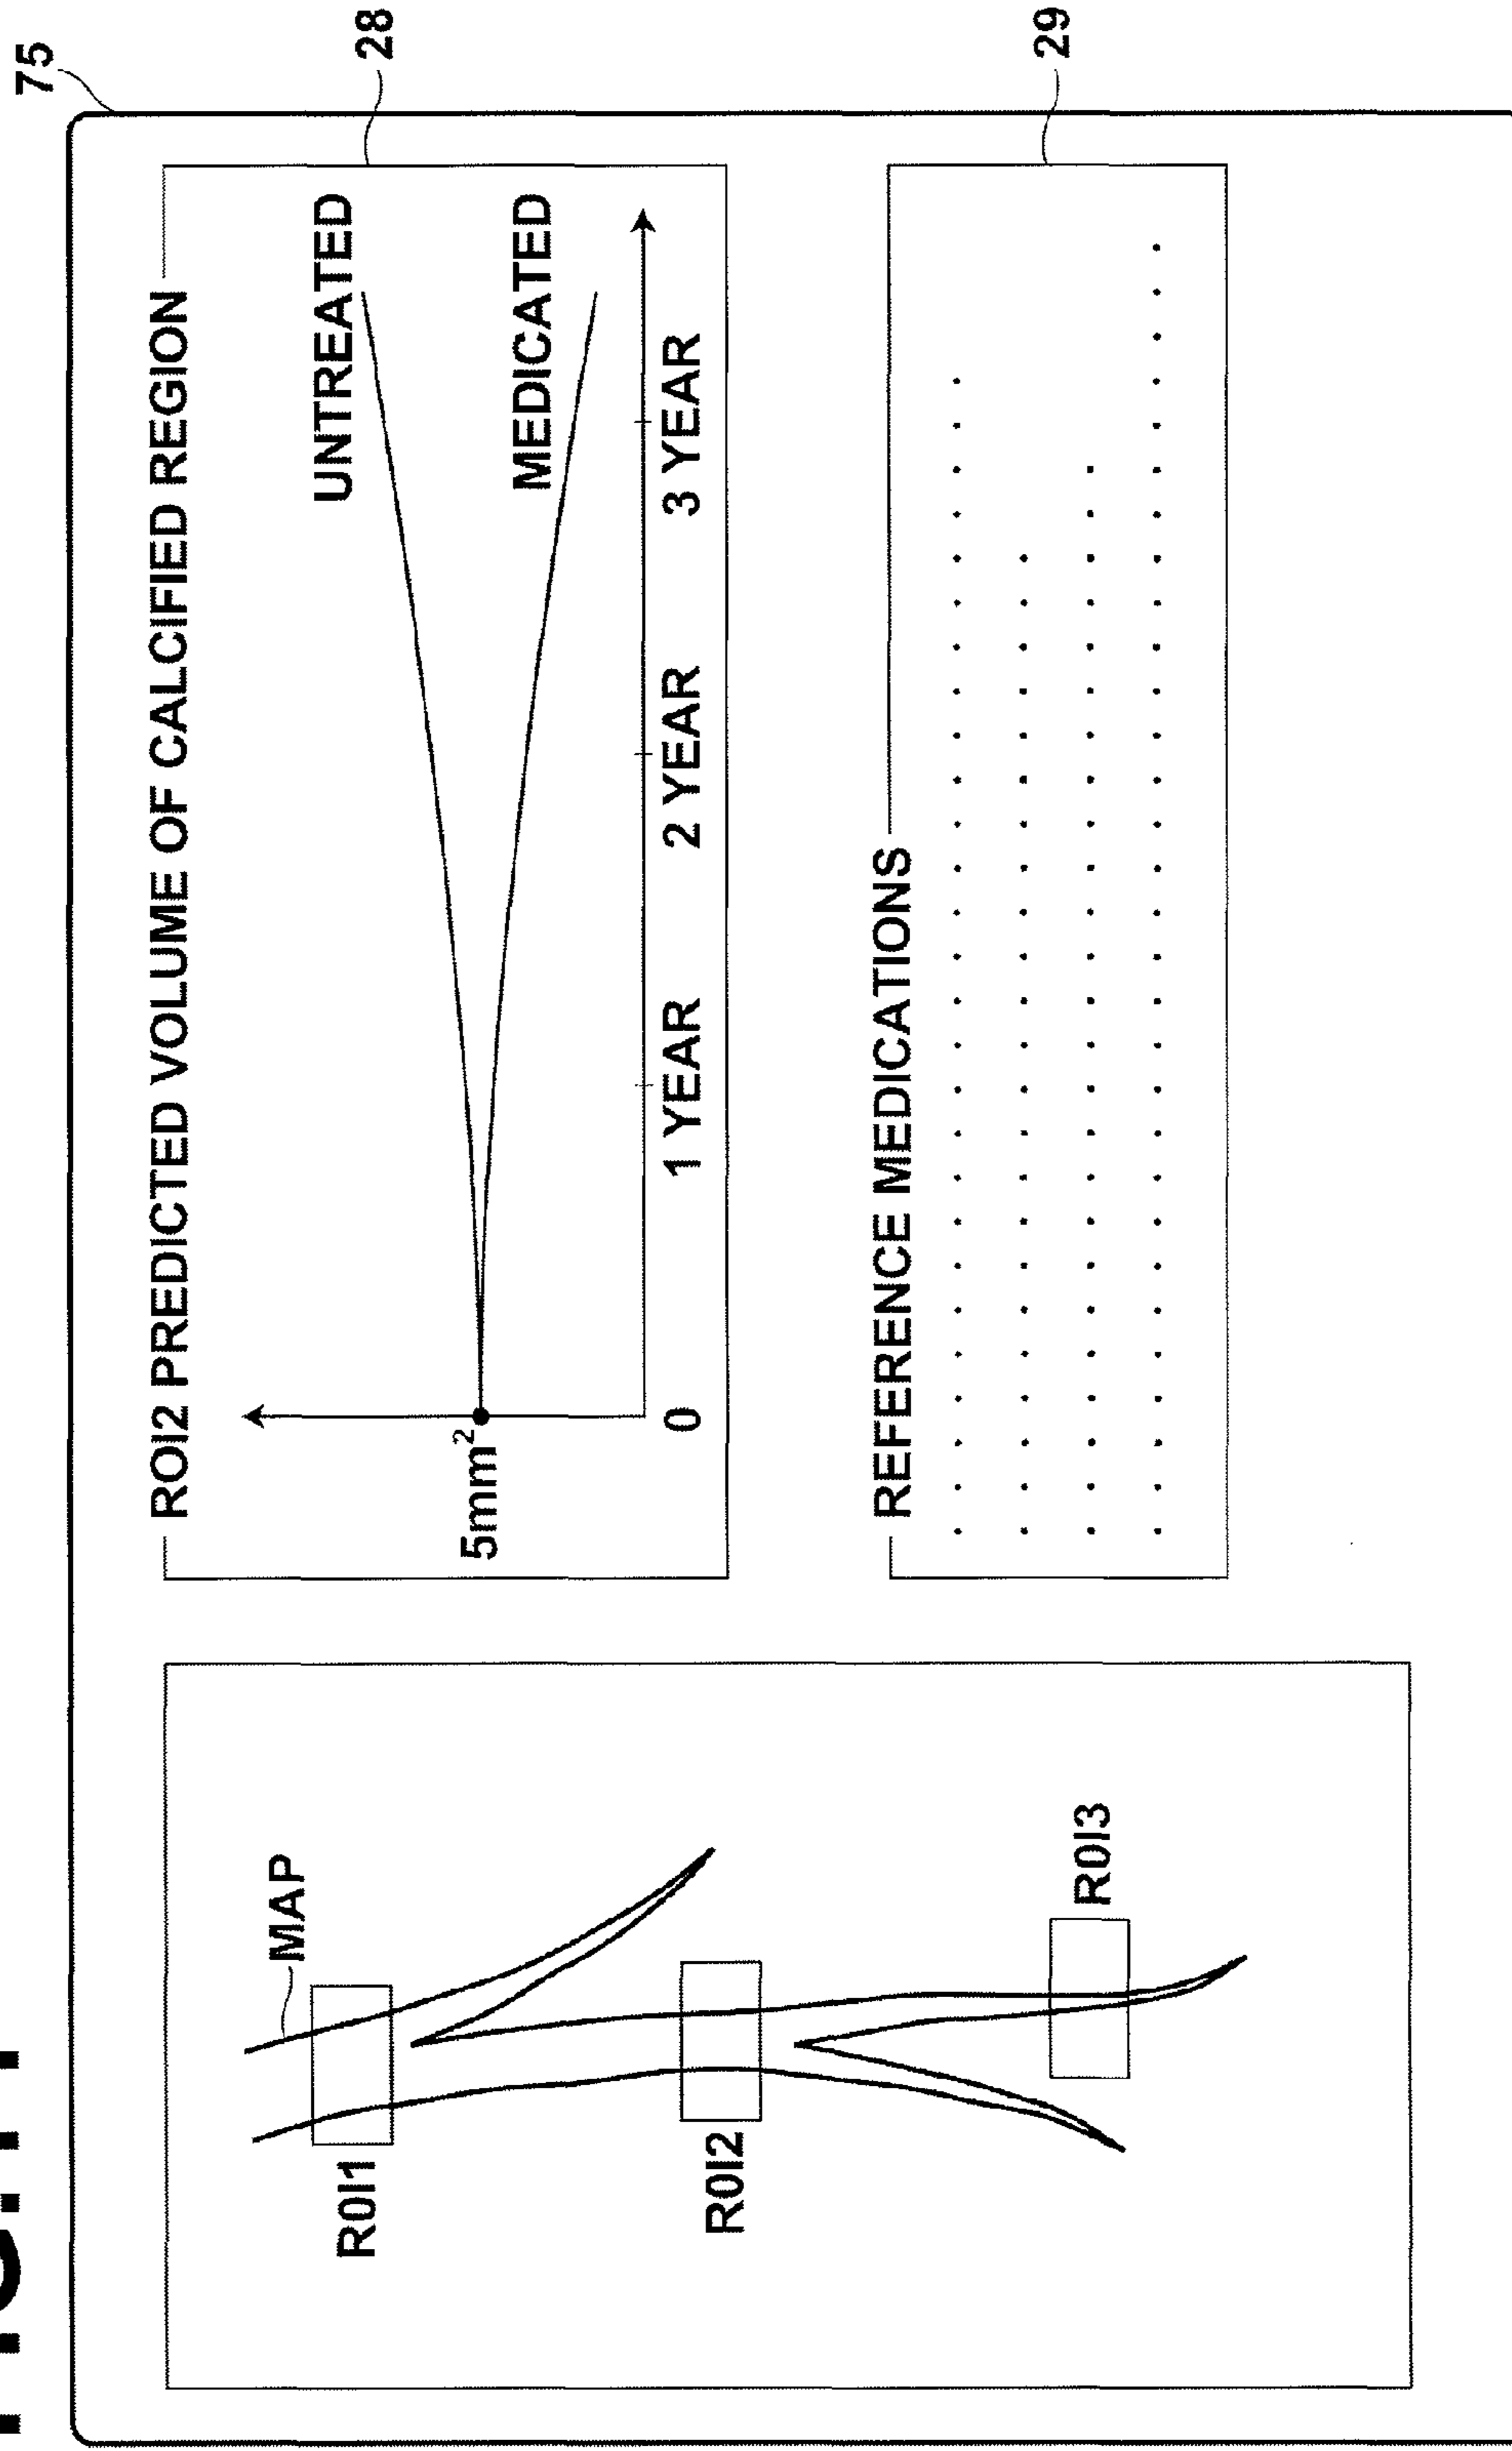 75
ROI2 PREDICTED VOLUME OF CALCIFIED REGION
28
UNTREATED
MEDICATED
5mm²
0 1 YEAR 2 YEAR 3 YEAR
REFERENCE MEDICATIONS
29
MAP
ROI1
ROI2
ROI3